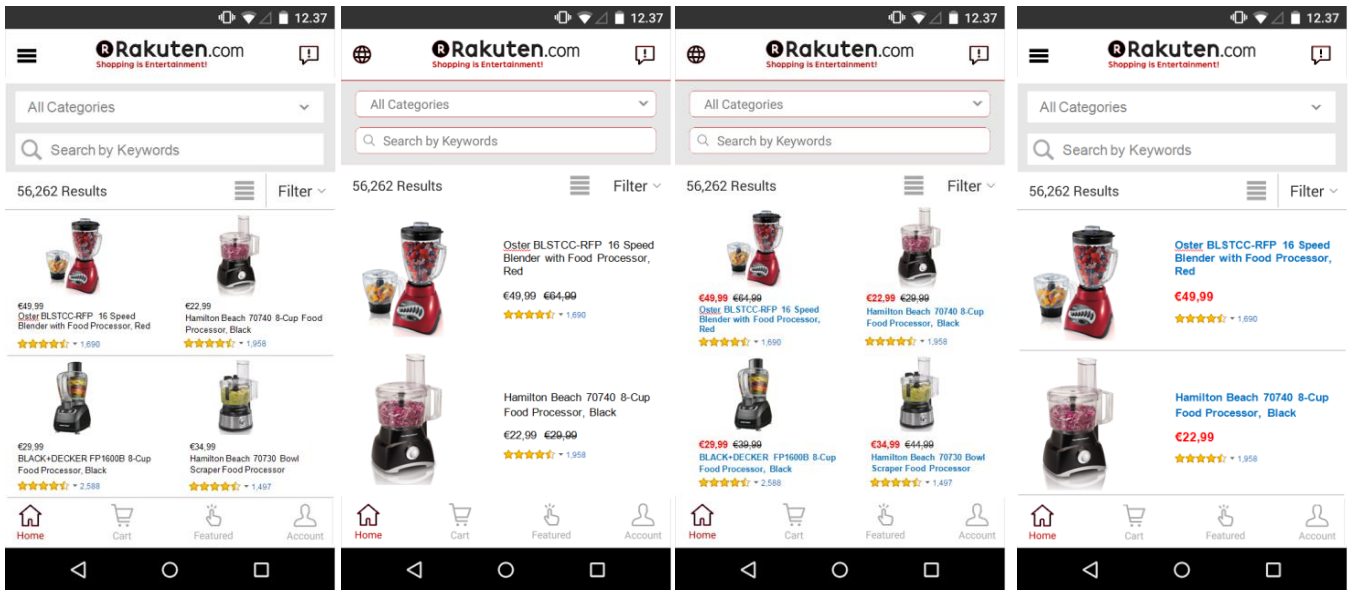 12.37
Rakuten.com
Shopping is Entertainment!
All Categories
Search by Keywords
56,262 Results
Filter
€49,99
Oster BLSTCC-RFP 16 Speed
Blender with Food Processor, Red
1,690
€22,99
Hamilton Beach 70740 8-Cup Food
Processor, Black
1,958
€29,99
BLACK+DECKER FP1600B 8-Cup
Food Processor, Black
2,588
€34,99
Hamilton Beach 70730 Bowl
Scraper Food Processor
1,497
Home
Cart
Featured
Account
12.37
Rakuten.com
Shopping is Entertainment!
All Categories
Search by Keywords
56,262 Results
Filter
Oster BLSTCC-RFP 16 Speed
Blender with Food Processor,
Red
€49,99 €64,99
1,690
Hamilton Beach 70740 8-Cup
Food Processor, Black
€22,99 €29,99
1,958
Home
Cart
Featured
Account
12.37
Rakuten.com
Shopping is Entertainment!
All Categories
Search by Keywords
56,262 Results
Filter
€49,99 €64,99
Oster BLSTCC-RFP 16 Speed
Blender with Food Processor,
Red
1,690
€22,99 €29,99
Hamilton Beach 70740 8-Cup
Food Processor, Black
1,958
€29,99 €39,99
BLACK+DECKER FP1600B 8-Cup
Food Processor, Black
2,588
€34,99 €44,99
Hamilton Beach 70730 Bowl
Scraper Food Processor
1,497
Home
Cart
Featured
Account
12.37
Rakuten.com
Shopping is Entertainment!
All Categories
Search by Keywords
56,262 Results
Filter
Oster BLSTCC-RFP 16 Speed
Blender with Food Processor,
Red
€49,99
1,690
Hamilton Beach 70740 8-Cup
Food Processor, Black
€22,99
1,958
Home
Cart
Featured
Account